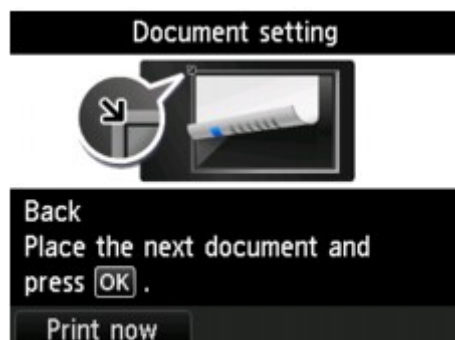 Document setting
Back
Place the next document and
press OK .
Print now